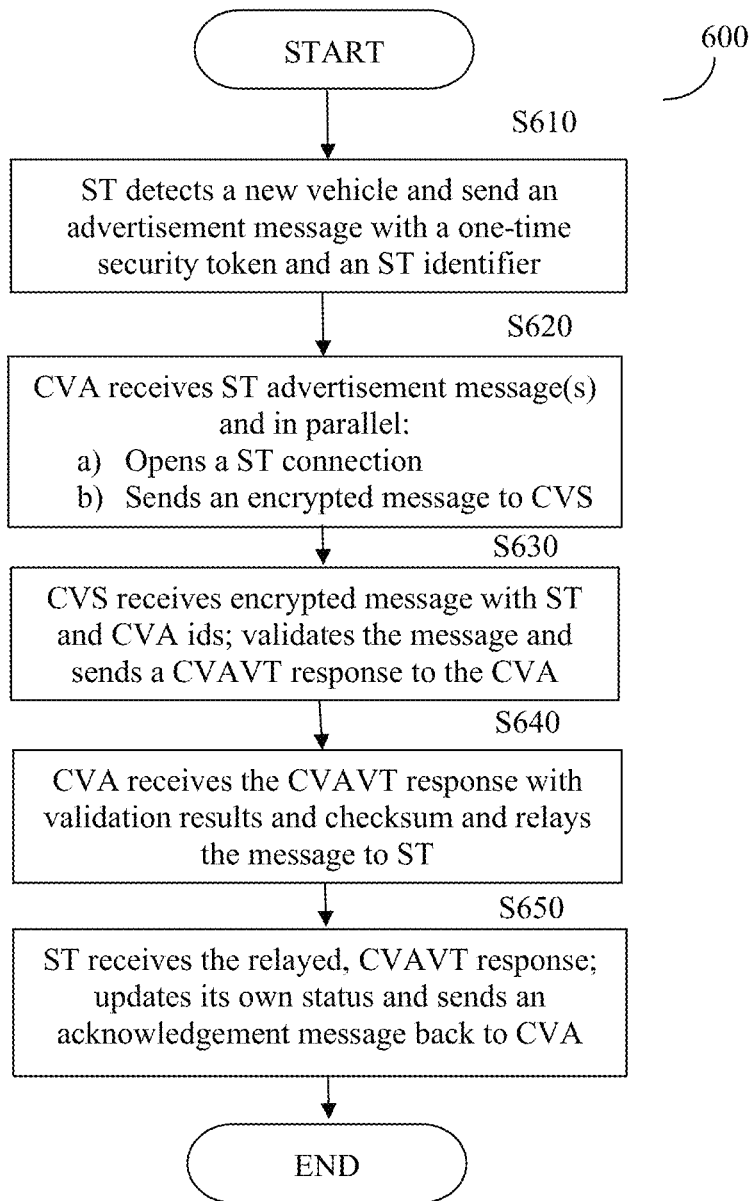 START
600
S610
ST detects a new vehicle and send an
advertisement message with a one-time
security token and an ST identifier
S620
CVA receives ST advertisement message(s)
and in parallel:
a) Opens a ST connection
b) Sends an encrypted message to CVS
S630
CVS receives encrypted message with ST
and CVA ids; validates the message and
sends a CVAVT response to the CVA
S640
CVA receives the CVAVT response with
validation results and checksum and relays
the message to ST
S650
ST receives the relayed, CVAVT response;
updates its own status and sends an
acknowledgement message back to CVA
END